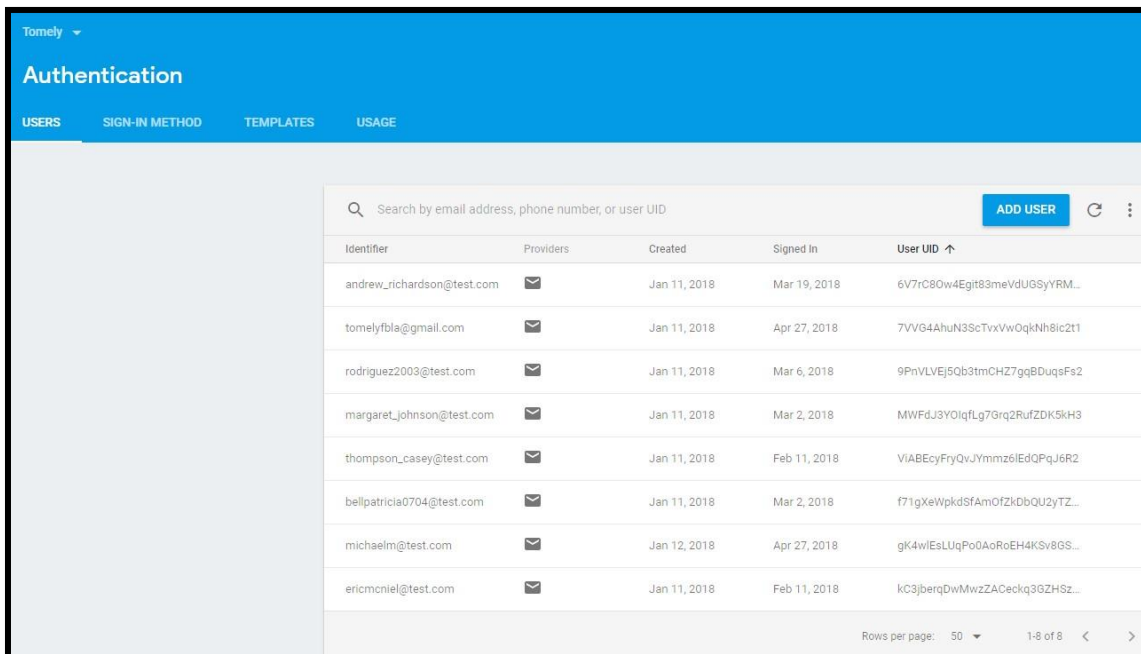 Tomely
Authentication
USERS SIGN-IN METHOD TEMPLATES USAGE
Search by email address, phone number, or user UID ADD USER
Identifier Providers Created Signed In User UID
andrew_richardson@test.com Jan 11, 2018 Mar 19, 2018 6V7rC8Ow4Egit83meVdUGSyYRM...
tomelyfbla@gmail.com Jan 11, 2018 Apr 27, 2018 7VVG4AhuN3ScTvxVwOqkNh8ic2t1
rodriguez2003@test.com Jan 11, 2018 Mar 6, 2018 9PnVLVEj5Qb3tmCHZ7gqBDuqsFs2
margaret_johnson@test.com Jan 11, 2018 Mar 2, 2018 MWFdJ3YOIqfLg7Grq2RufZDK5kH3
thompson_casey@test.com Jan 11, 2018 Feb 11, 2018 ViABEcyFryQvJYmmz6lEdQPqJ6R2
bellpatricia0704@test.com Jan 11, 2018 Mar 2, 2018 f71gXeWpkdSfAmOfZkDbQU2yTZ...
michaelm@test.com Jan 12, 2018 Apr 27, 2018 gK4wlEsLUqPo0AoRoEH4KSv8GS...
ericmcniel@test.com Jan 11, 2018 Feb 11, 2018 kC3jberqDwMwzZACeckq3GZHSz...
Rows per page: 50 1-8 of 8